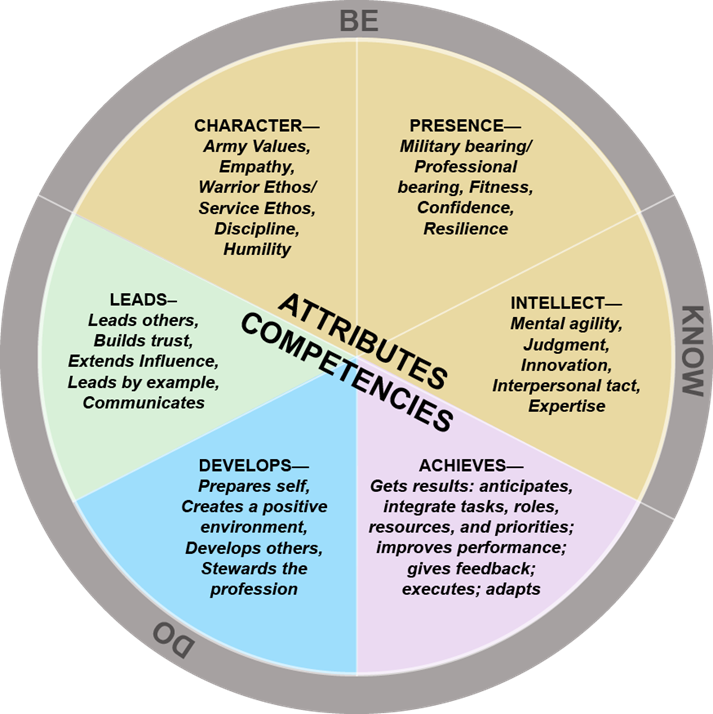 BE
CHARACTER—
Army Values,
Empathy,
Warrior Ethos/
Service Ethos,
Discipline,
Humility
PRESENCE—
Military bearing/
Professional
bearing, Fitness,
Confidence,
Resilience
INTELLECT—
Mental agility,
Judgment,
Innovation,
Interpersonal tact,
Expertise
KNOW
ATTRIBUTES
COMPETENCIES
LEADS–
Leads others,
Builds trust,
Extends Influence,
Leads by example,
Communicates
DEVELOPS—
Prepares self,
Creates a positive
environment,
Develops others,
Stewards the
profession
ACHIEVES—
Gets results: anticipates,
integrate tasks, roles,
resources, and priorities;
improves performance;
gives feedback;
executes; adapts
DO